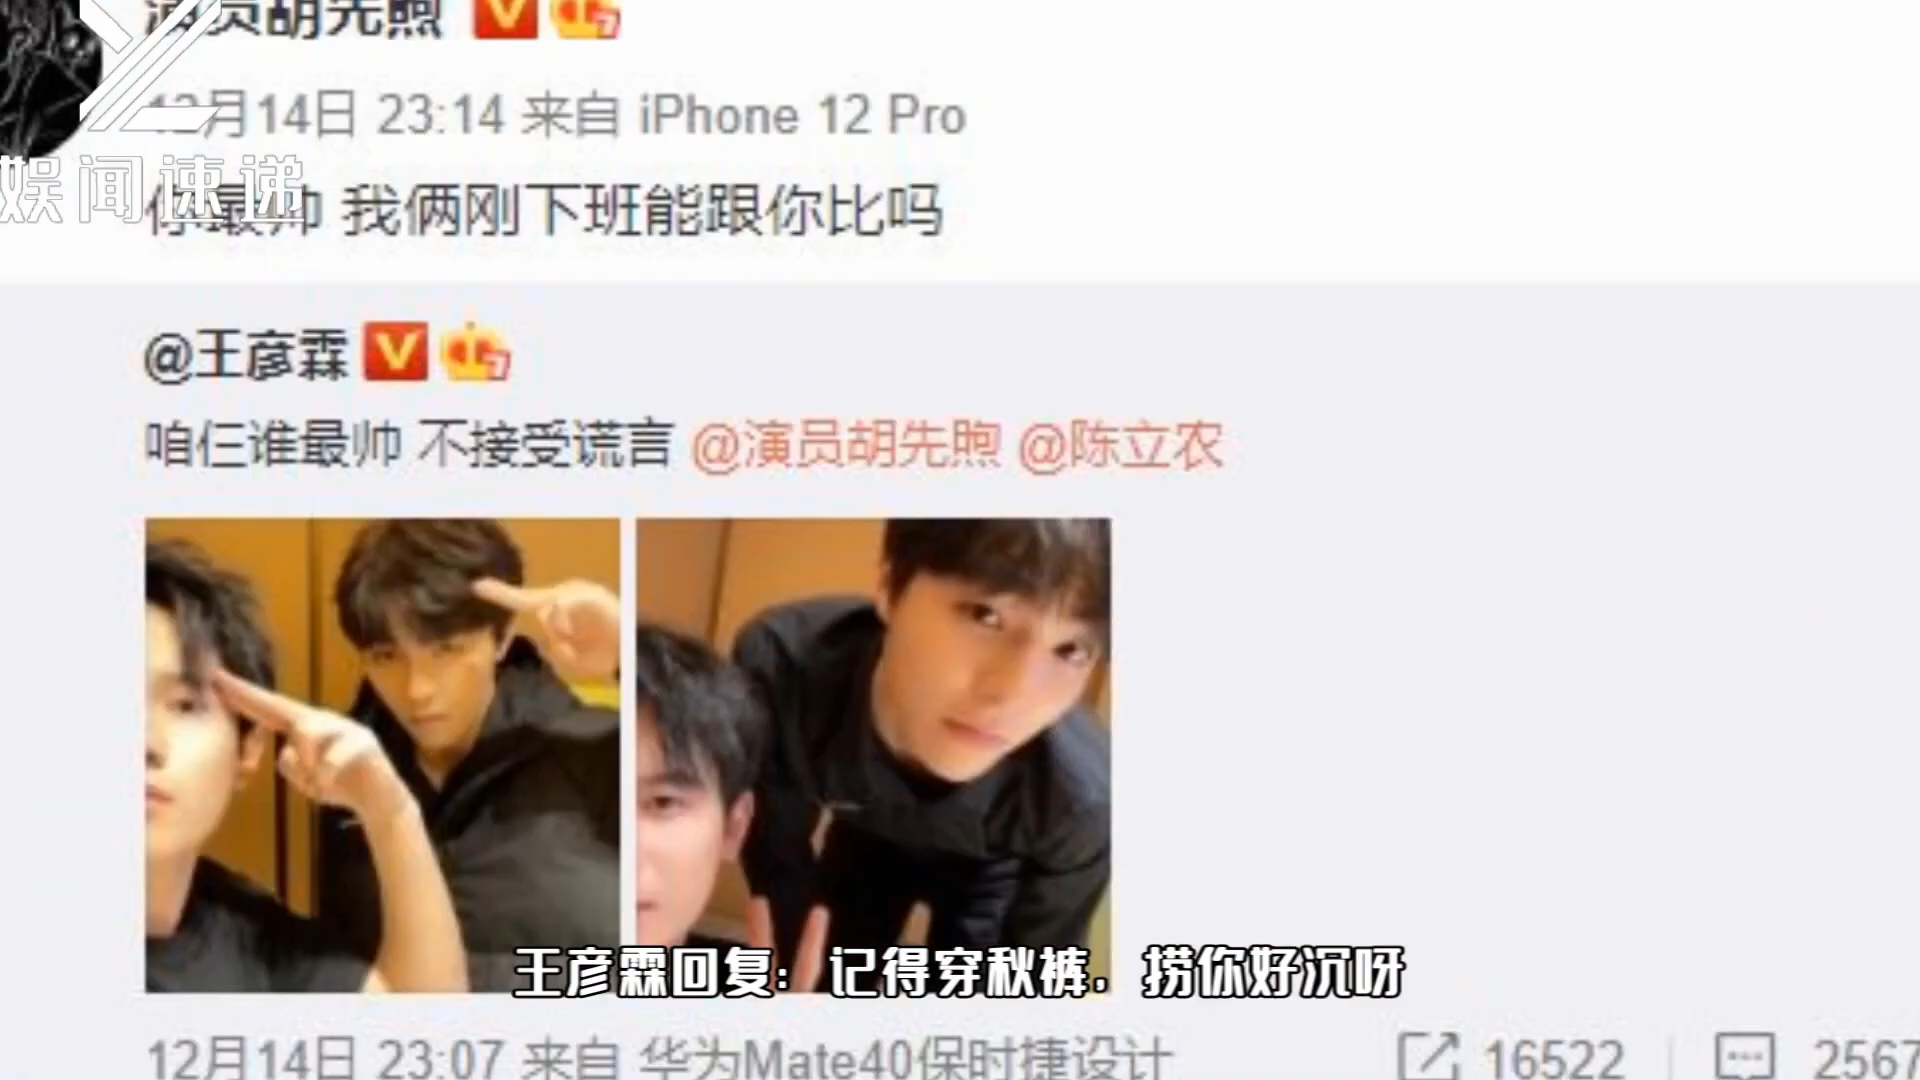 演员胡先煦
12月14日 23:14 来自 iPhone 12 Pro
娱闻速递
你最帅 我俩刚下班能跟你比吗
@王彦霖
咱仨谁最帅 不接受谎言 @演员胡先煦 @陈立农
王彦霖回复：记得穿秋裤，捞你好沉呀
12月14日 23:07 来自 华为Mate40保时捷设计 16522 2567